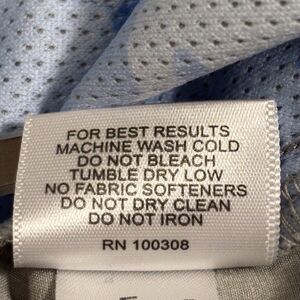 FOR BEST RESULTS
MACHINE WASH COLD
DO NOT BLEACH
TUMBLE DRY LOW
NO FABRIC SOFTENERS
DO NOT DRY CLEAN
DO NOT IRON
RN 100308